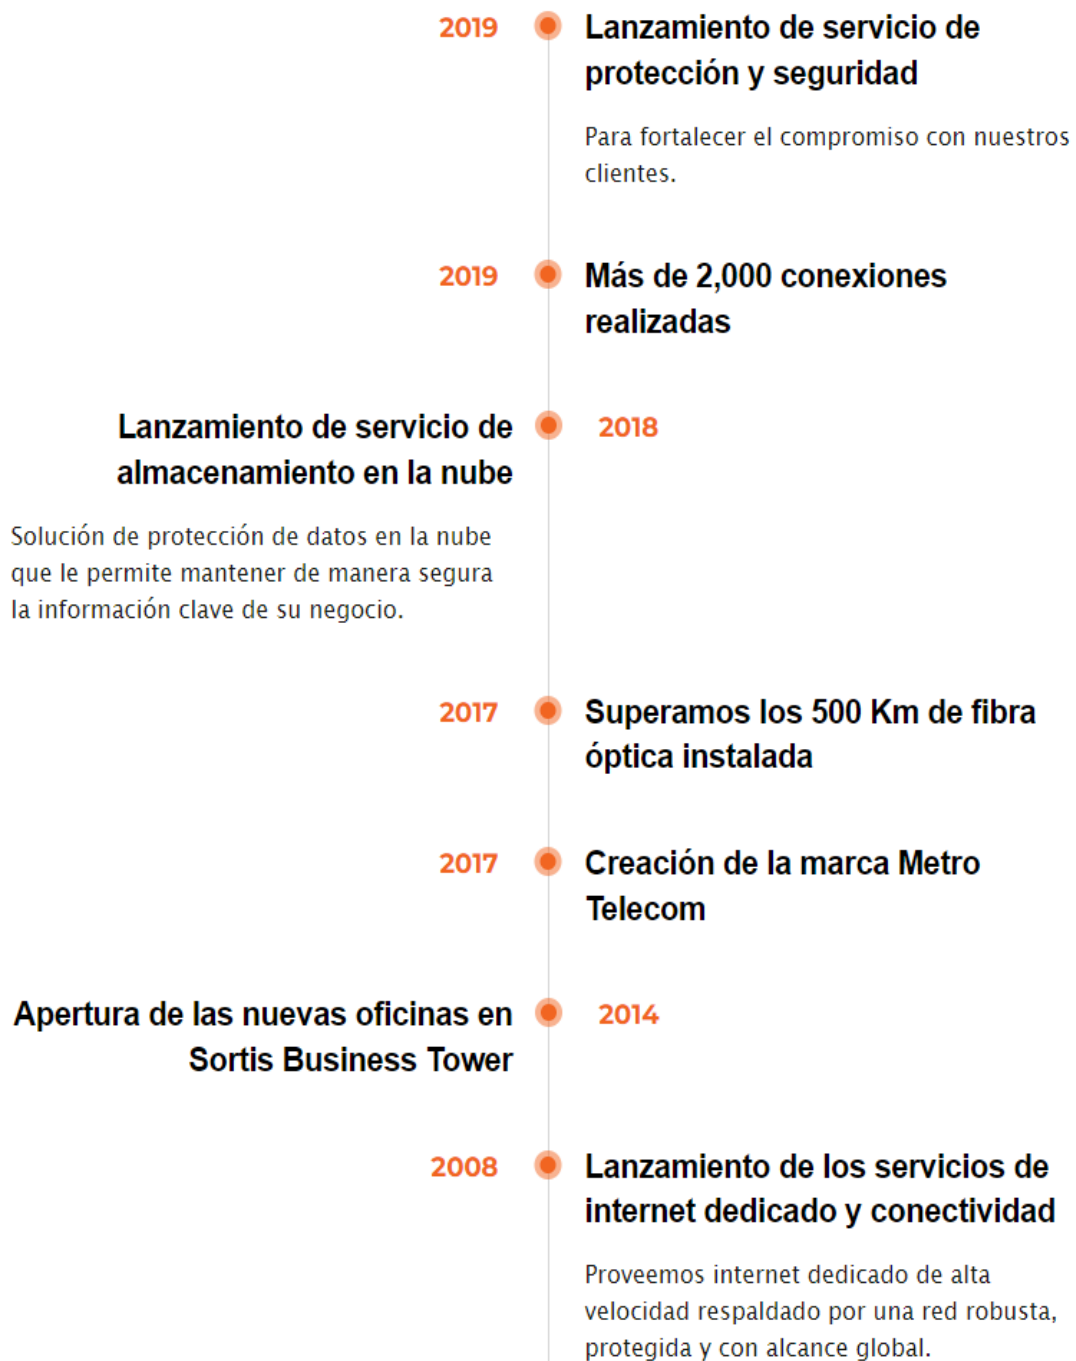 2019
Lanzamiento de servicio de
protección y seguridad
Para fortalecer el compromiso con nuestros
clientes.
2019
Más de 2,000 conexiones
realizadas
Lanzamiento de servicio de
almacenamiento en la nube
2018
Solución de protección de datos en la nube
que le permite mantener de manera segura
la información clave de su negocio.
2017
Superamos los 500 Km de fibra
óptica instalada
2017
Creación de la marca Metro
Telecom
Apertura de las nuevas oficinas en
Sortis Business Tower
2014
2008
Lanzamiento de los servicios de
internet dedicado y conectividad
Proveemos internet dedicado de alta
velocidad respaldado por una red robusta,
protegida y con alcance global.